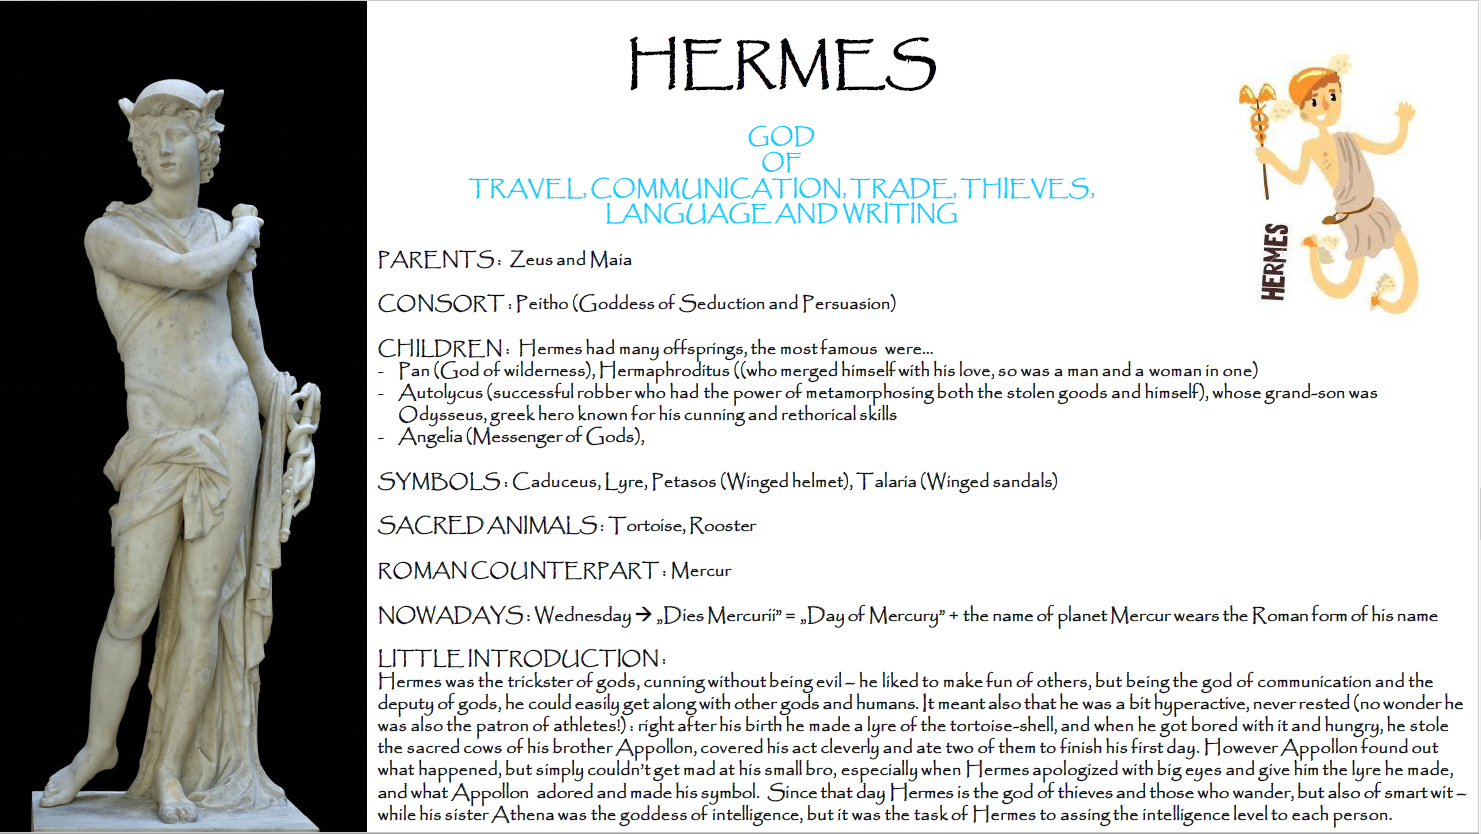 HERMES
GOD
OF
TRAVEL, COMMUNICATION, TRADE, THIEVES,
LANGUAGE AND WRITING
HERMES
PARENTS : Zeus and Maia
CONSORT : Peitho (Goddess of Seduction and Persuasion)
CHILDREN : Hermes had many offsprings, the most famous were...
- Pan (God of wilderness), Hermaphroditus ((who merged himself with his love, so was a man and a woman in one)
- Autolycus (successful robber who had the power of metamorphosing both the stolen goods and himself), whose grand-son was
Odysseus, greek hero known for his cunning and rethorical skills
- Angelia (Messenger of Gods),
SYMBOLS : Caduceus, Lyre, Petasos (Winged helmet), Talaria (Winged sandals)
SACRED ANIMALS : Tortoise, Rooster
ROMAN COUNTERPART : Mercur
NOWADAYS : Wednesday → „Dies Mercurii” = „Day of Mercury” + the name of planet Mercur wears the Roman form of his name
LITTLE INTRODUCTION :
Hermes was the trickster of gods, cunning without being evil – he liked to make fun of others, but being the god of communication and the
deputy of gods, he could easily get along with other gods and humans. It meant also that he was a bit hyperactive, never rested (no wonder he
was also the patron of athletes!) : right after his birth he made a lyre of the tortoise-shell, and when he got bored with it and hungry, he stole
the sacred cows of his brother Appollon, covered his act cleverly and ate two of them to finish his first day. However Appollon found out
what happened, but simply couldn't get mad at his small bro, especially when Hermes apologized with big eyes and give him the lyre he made,
and what Appollon adored and made his symbol. Since that day Hermes is the god of thieves and those who wander, but also of smart wit –
while his sister Athena was the goddess of intelligence, but it was the task of Hermes to assing the intelligence level to each person.